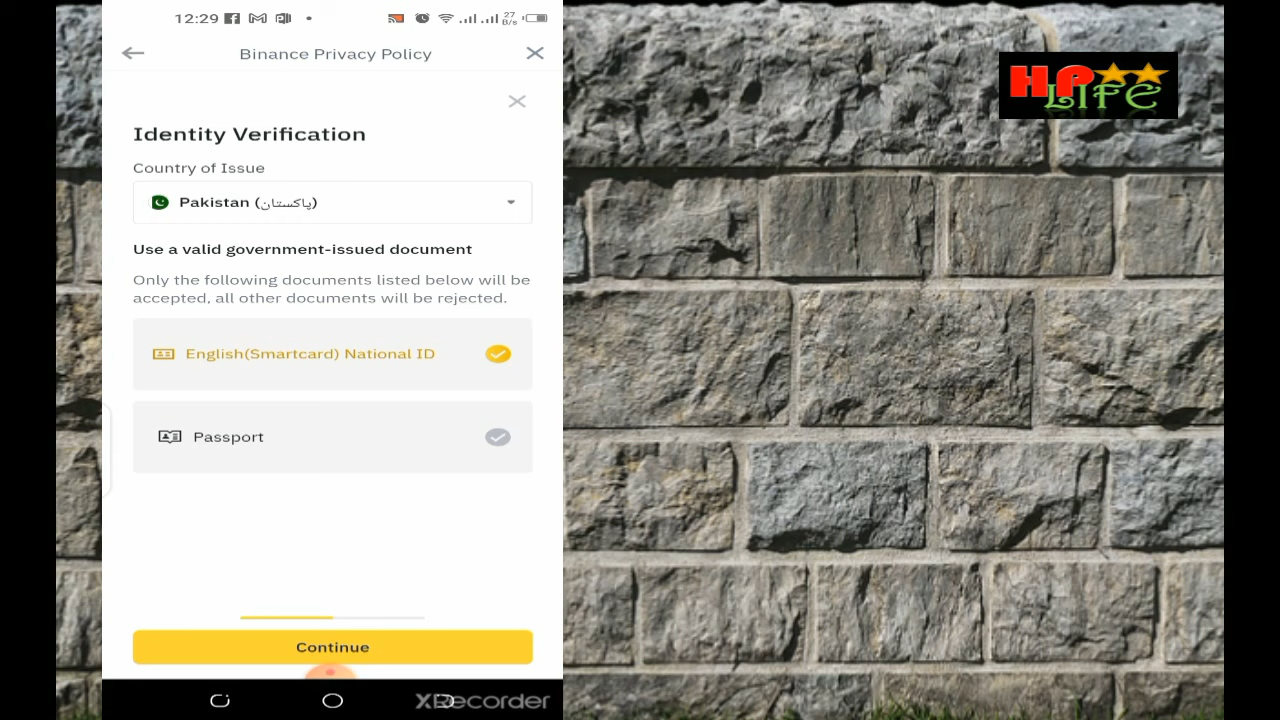 12:29
27
B/s
Binance Privacy Policy
HP
LIFE
Identity Verification
Country of Issue
Pakistan (پاکستان)
Use a valid government-issued document
Only the following documents listed below will be
accepted, all other documents will be rejected.
English(Smartcard) National ID
Passport
Continue
XRecorder